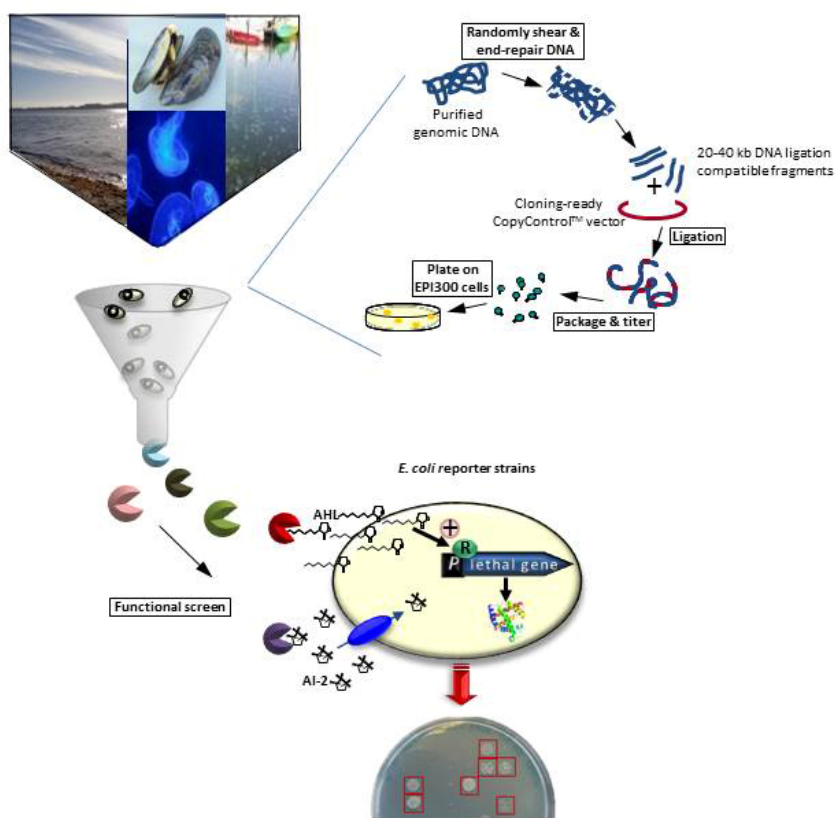 Randomly shear &
end-repair DNA
Purified
genomic DNA
20-40 kb DNA ligation
compatible fragments
+
Cloning-ready
CopyControl™ vector
Ligation
Plate on
EPI300 cells
Package & titer
E. coli reporter strains
AHL
+
R
P lethal gene
Functional screen
AI-2